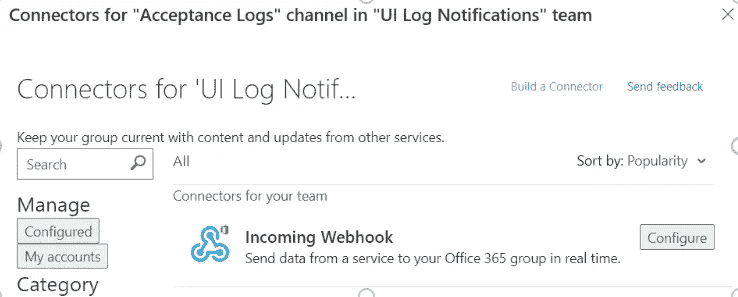 Connectors for "Acceptance Logs" channel in "UI Log Notifications" team
Connectors for 'UI Log Notif...
Build a Connector
Send feedback
Keep your group current with content and updates from other services.
Search
All
Sort by: Popularity
Manage
Configured
My accounts
Category
Connectors for your team
Incoming Webhook
Send data from a service to your Office 365 group in real time.
Configure